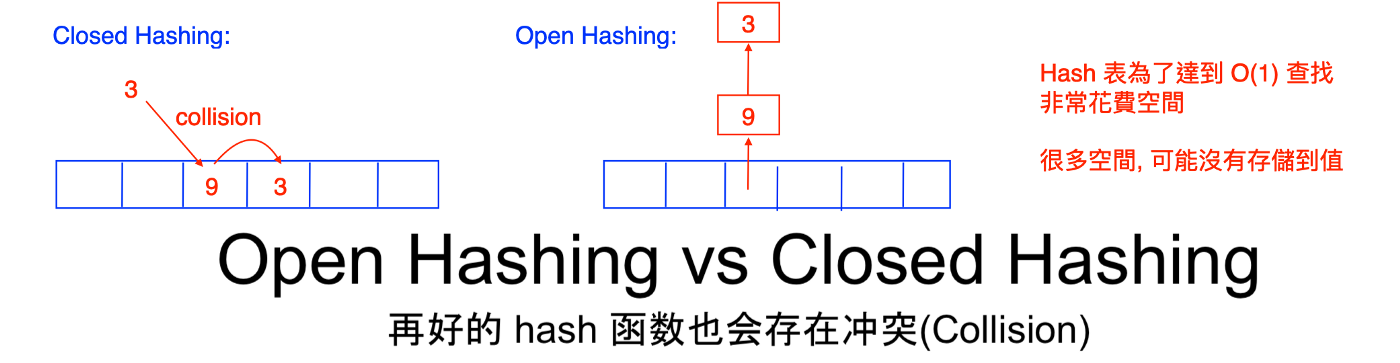 Closed Hashing:
3
collision
9 3
Open Hashing:
3
9
Hash 表為了達到 O(1) 查找
非常花費空間
很多空間, 可能沒有存儲到值
Open Hashing vs Closed Hashing
再好的 hash 函数也会存在冲突(Collision)